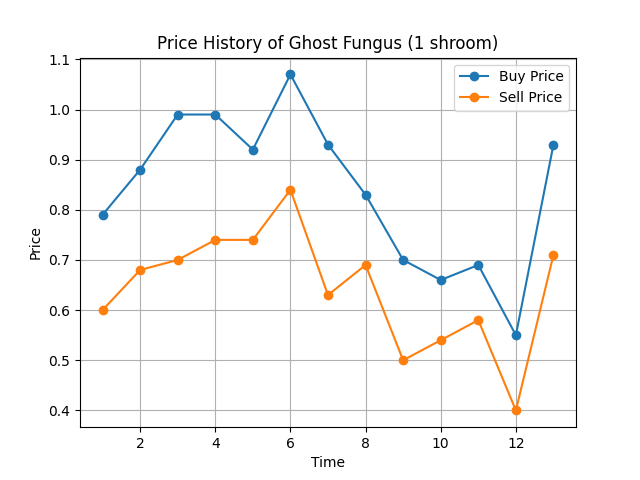 Price History of Ghost Fungus (1 shroom)
1.1
1.0
0.9
0.8
0.7
0.6
0.5
0.4
Price
Buy Price
Sell Price
2 4 6 8 10 12
Time